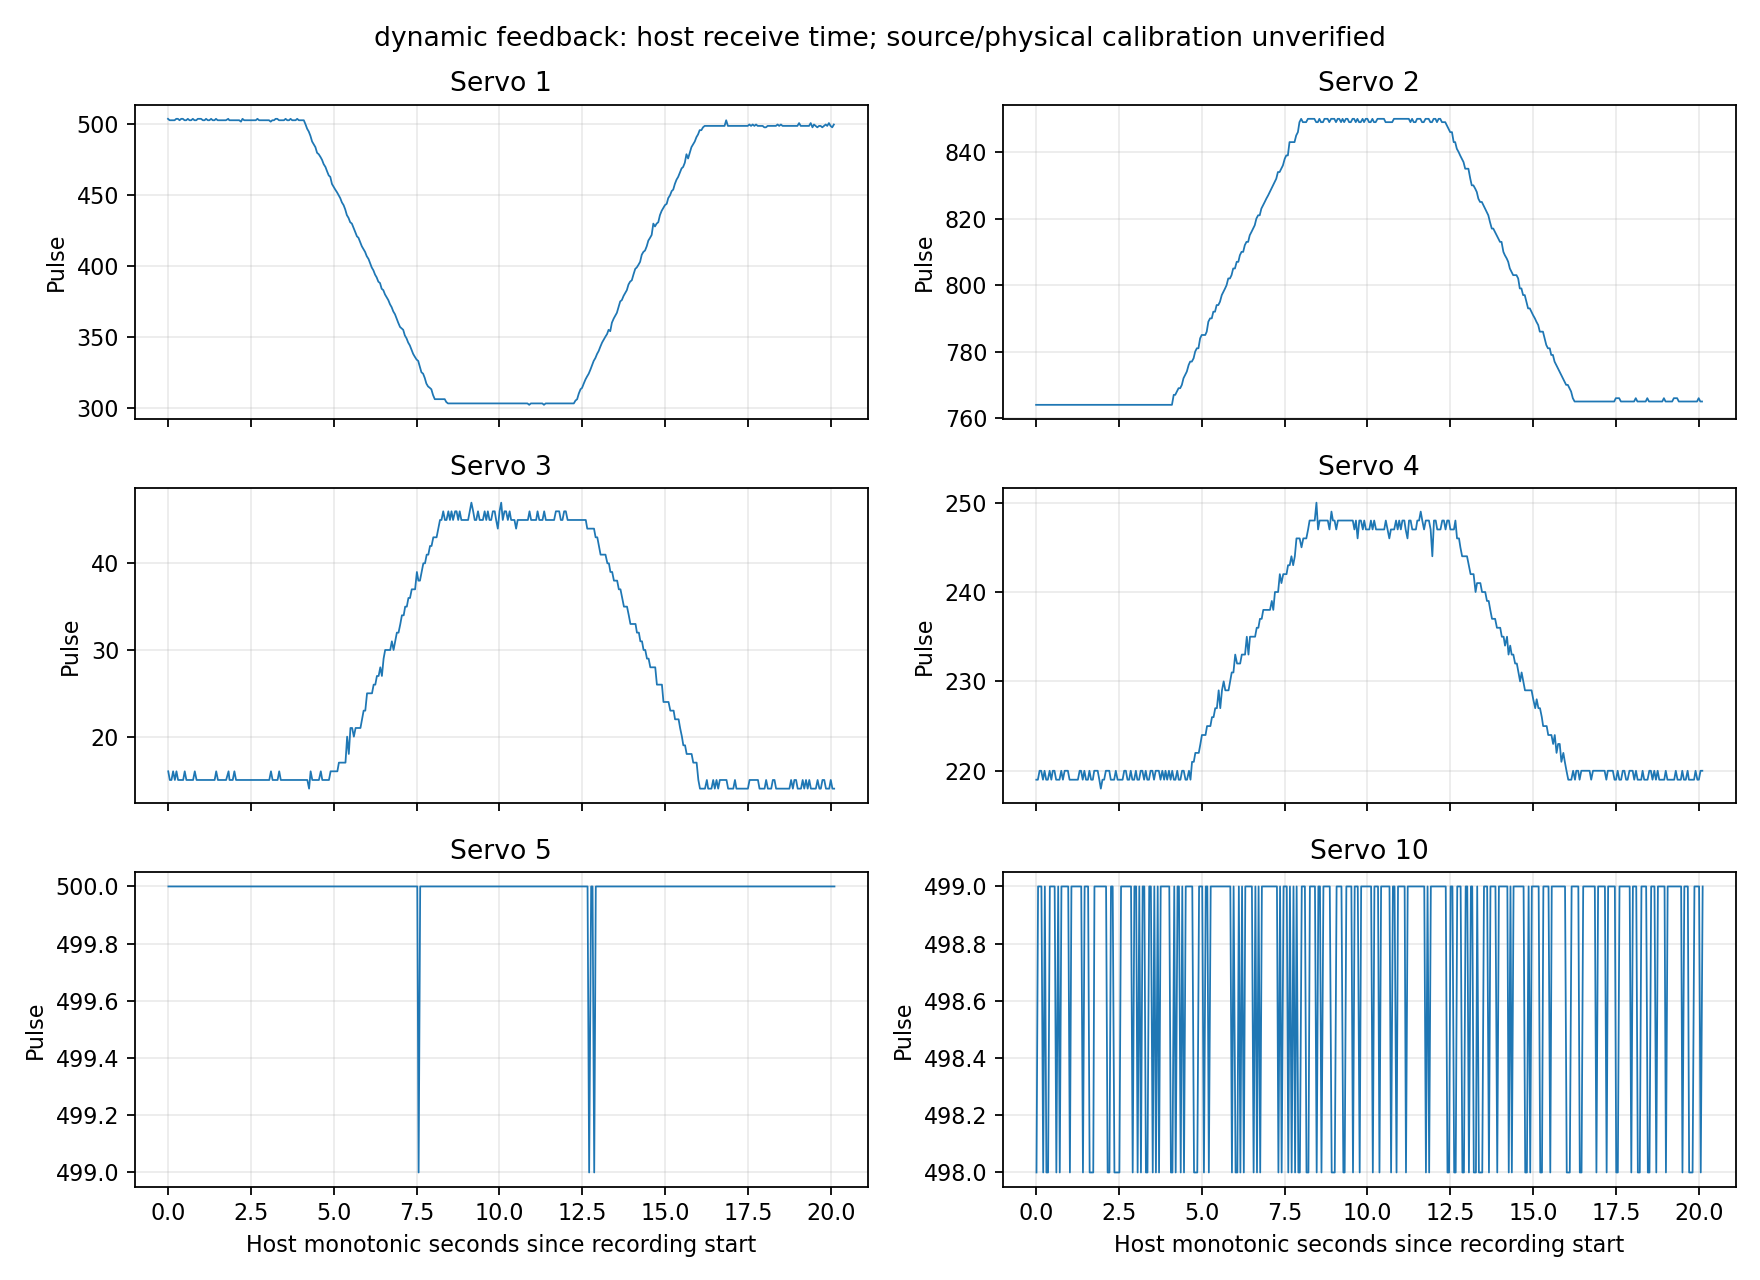 dynamic feedback: host receive time; source/physical calibration unverified
Servo 1
Servo 2
500
450
400
350
300
Pulse
840
820
800
780
760
Pulse
Servo 3
Servo 4
40
30
20
Pulse
250
240
230
220
Pulse
Servo 5
Servo 10
500.0
499.8
499.6
499.4
499.2
499.0
Pulse
499.0
498.8
498.6
498.4
498.2
498.0
Pulse
0.0 2.5 5.0 7.5 10.0 12.5 15.0 17.5 20.0
0.0 2.5 5.0 7.5 10.0 12.5 15.0 17.5 20.0
Host monotonic seconds since recording start
Host monotonic seconds since recording start